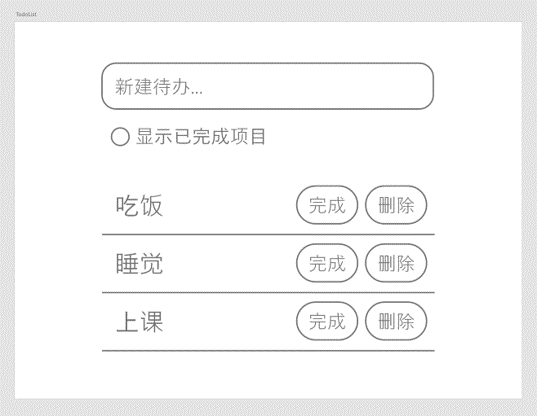 TodoList
新建待办...
显示已完成项目
吃饭 完成 删除
睡觉 完成 删除
上课 完成 删除